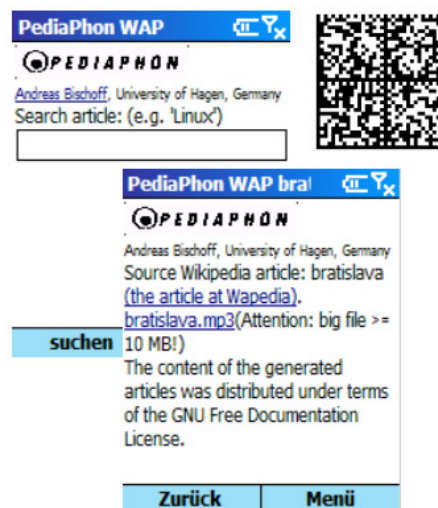 PediaPhon WAP
PEDIAPHON
Andreas Bischoff, University of Hagen, Germany
Search article: (e.g. 'Linux')
suchen
PediaPhon WAP brat
PEDIAPHON
Andreas Bischoff, University of Hagen, Germany
Source Wikipedia article: bratislava
(the article at Wapedia).
bratislava.mp3(Attention: big file >=
10 MB!)
The content of the generated
articles was distributed under terms
of the GNU Free Documentation
License.
Zurück Menü